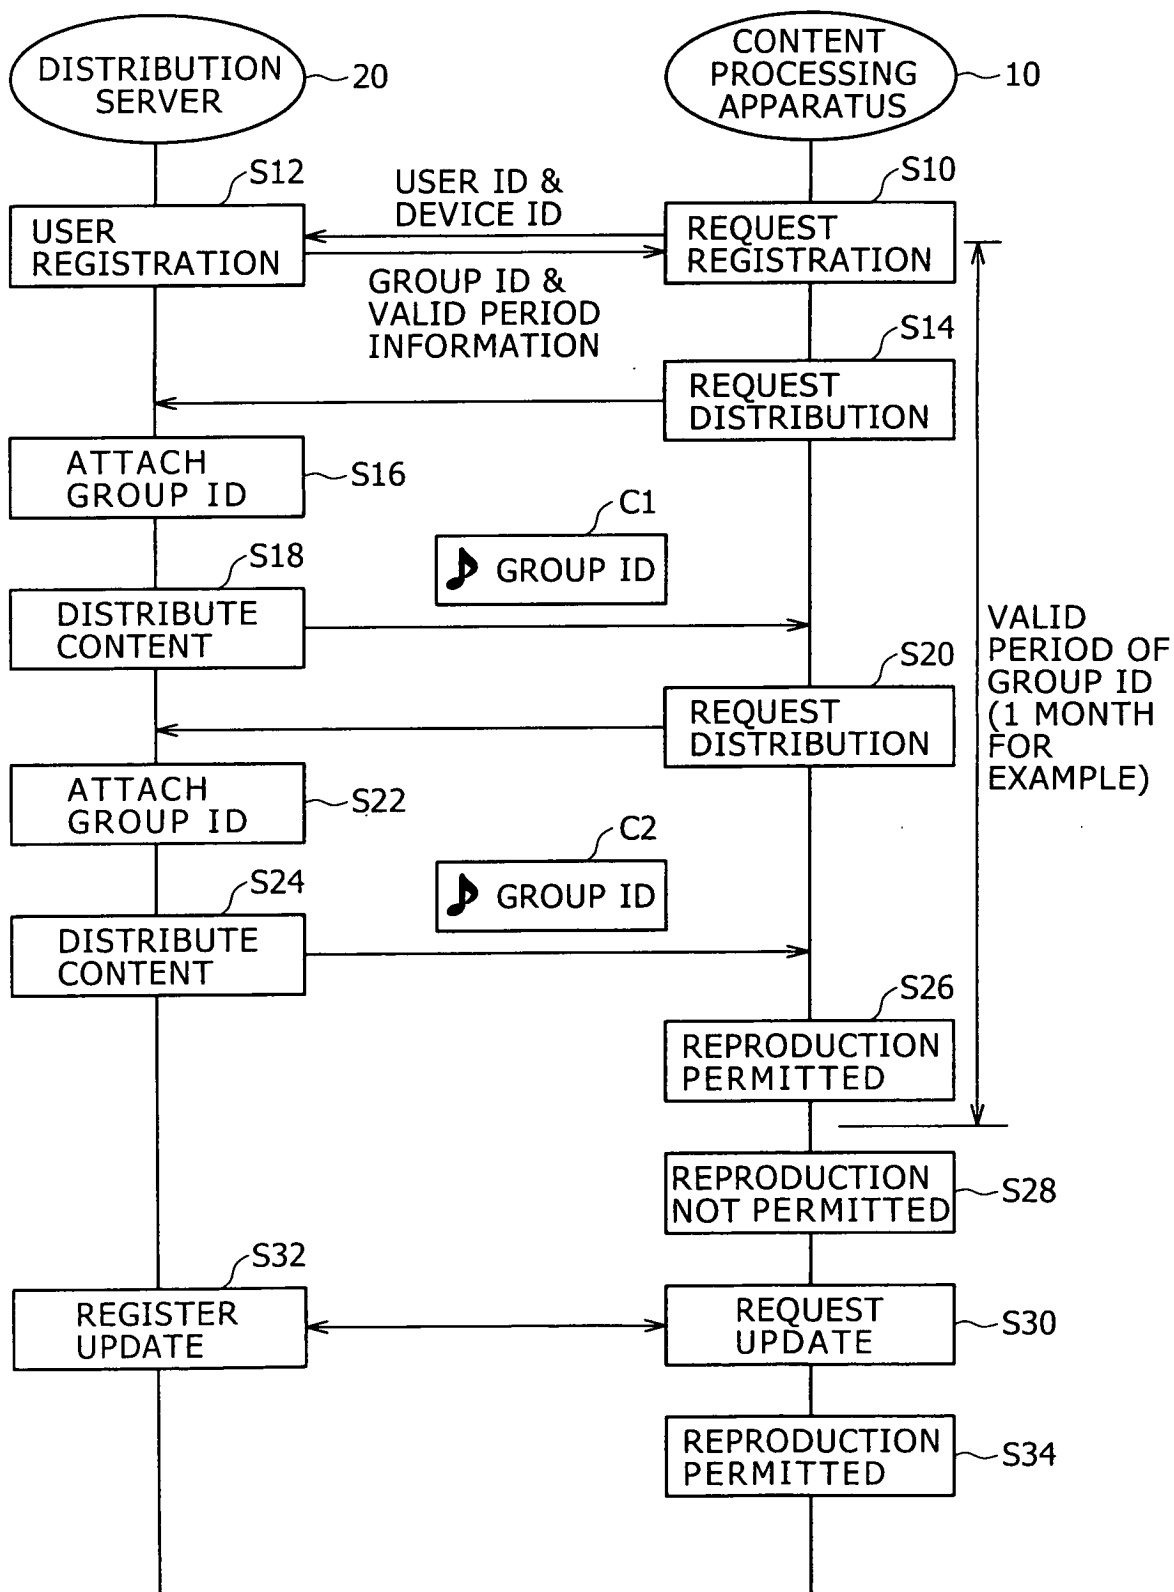 DISTRIBUTION
SERVER
20
CONTENT
PROCESSING
APPARATUS
10
S12
USER ID &
DEVICE ID
S10
USER
REGISTRATION
REQUEST
REGISTRATION
GROUP ID &
VALID PERIOD
INFORMATION
S14
REQUEST
DISTRIBUTION
ATTACH
GROUP ID
S16
C1
GROUP ID
S18
DISTRIBUTE
CONTENT
VALID
PERIOD OF
GROUP ID
(1 MONTH
FOR
EXAMPLE)
S20
REQUEST
DISTRIBUTION
ATTACH
GROUP ID
S22
C2
GROUP ID
S24
DISTRIBUTE
CONTENT
S26
REPRODUCTION
PERMITTED
REPRODUCTION
NOT PERMITTED
S28
S32
REGISTER
UPDATE
REQUEST
UPDATE
S30
REPRODUCTION
PERMITTED
S34